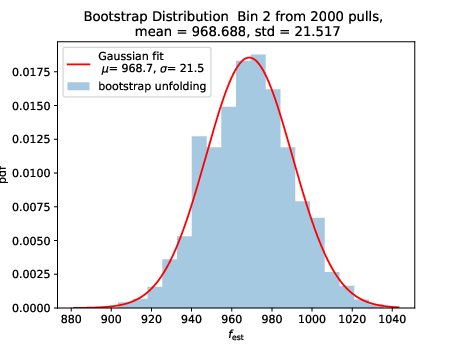 Bootstrap Distribution  Bin 2 from 2000 pulls,
mean = 968.688, std = 21.517
Gaussian fit
μ= 968.7, σ= 21.5
bootstrap unfolding
pdf
0.0175
0.0150
0.0125
0.0100
0.0075
0.0050
0.0025
0.0000
880 900 920 940 960 980 1000 1020 1040
f_est